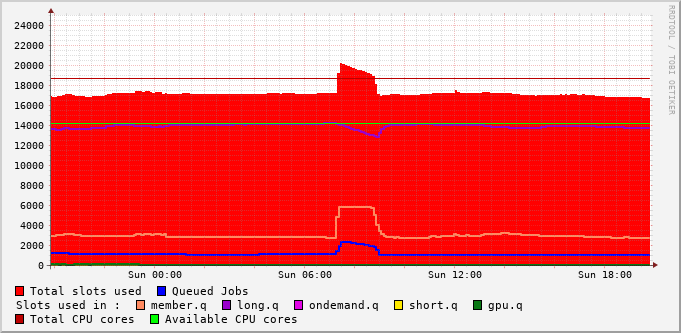 24000
22000
20000
18000
16000
14000
12000
10000
8000
6000
4000
2000
0
Sun 00:00 Sun 06:00 Sun 12:00 Sun 18:00
RRDTOOL / TOBI OETIKER
Total slots used Queued Jobs
Slots used in : member.q long.q ondemand.q short.q gpu.q
Total CPU cores Available CPU cores